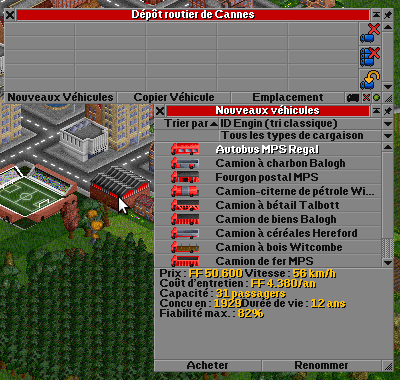 Dépôt routier de Cannes
Nouveaux Véhicules Copier Véhicule Emplacement
Nouveaux véhicules
Trier par ID Engin (tri classique)
Tous les types de cargaison
Autobus MPS Regal
Camion à charbon Balogh
Fourgon postal MPS
Camion-citerne de pétrole Wi...
Camion à bétail Talbott
Camion de biens Balogh
Camion à céréales Hereford
Camion à bois Witcombe
Camion de fer MPS
Prix : FF 50.600 Vitesse : 56 km/h
Coût d'entretien : FF 4.380/an
Capacité : 31 passagers
Concu en : 1929 Durée de vie : 12 ans
Fiabilité max. : 82%
Acheter Renommer